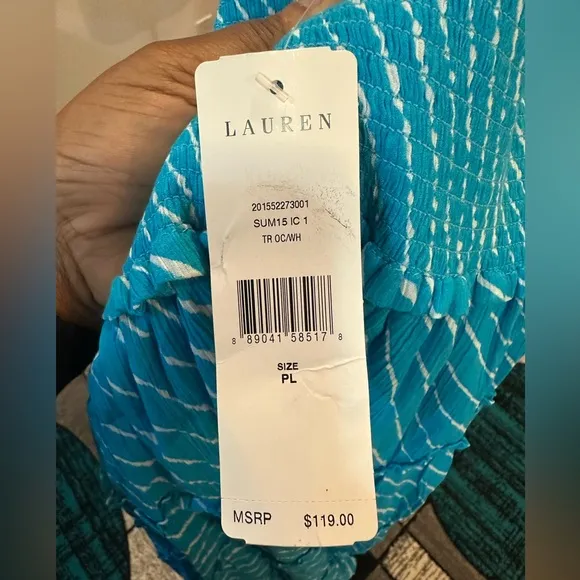 LAUREN
201552273001
SUM15 IC 1
TR OC/WH
8 89041 58517 8
SIZE
PL
MSRP $119.00